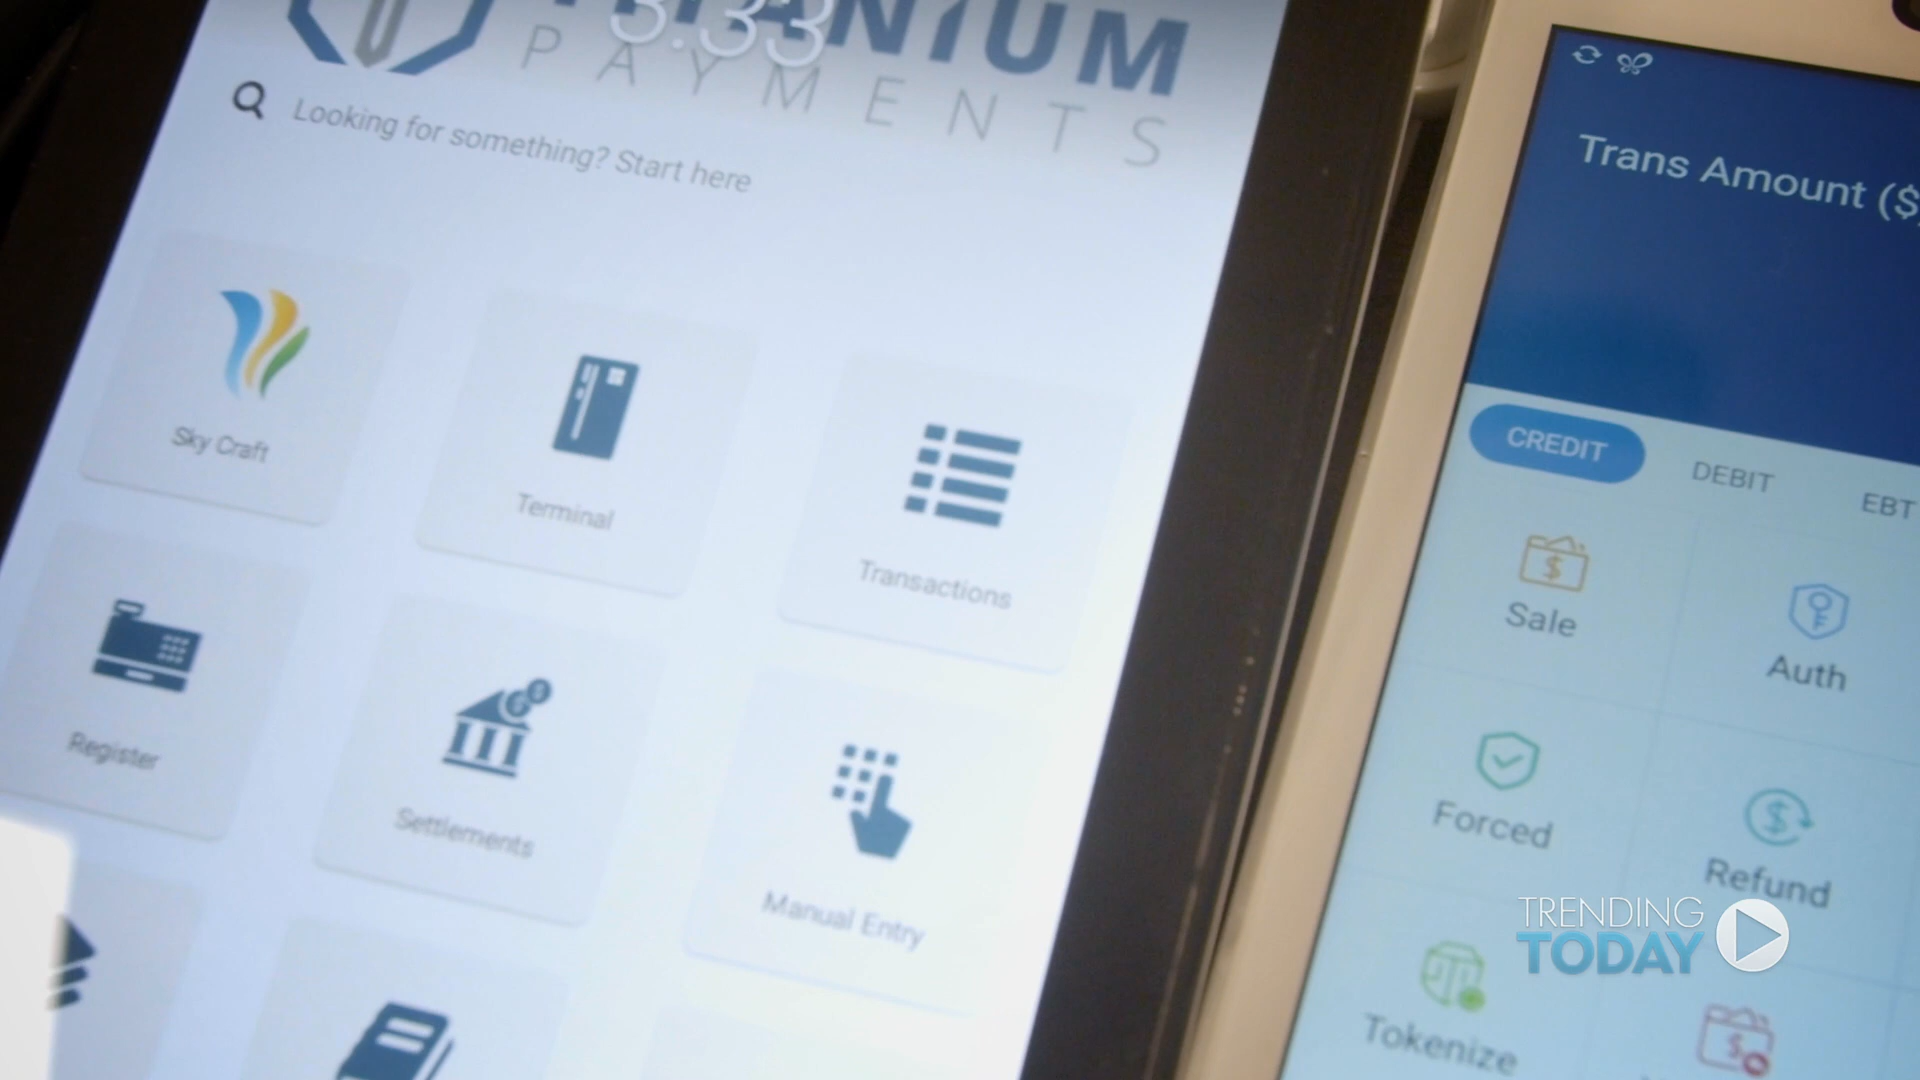 TITANIUM
3:33
PAYMENTS
Looking for something? Start here
Sky Craft
Terminal
Transactions
Register
Settlements
Manual Entry
Trans Amount ($
CREDIT
DEBIT
EBT
Sale
Auth
Forced
Refund
Tokenize
TRENDING
TODAY